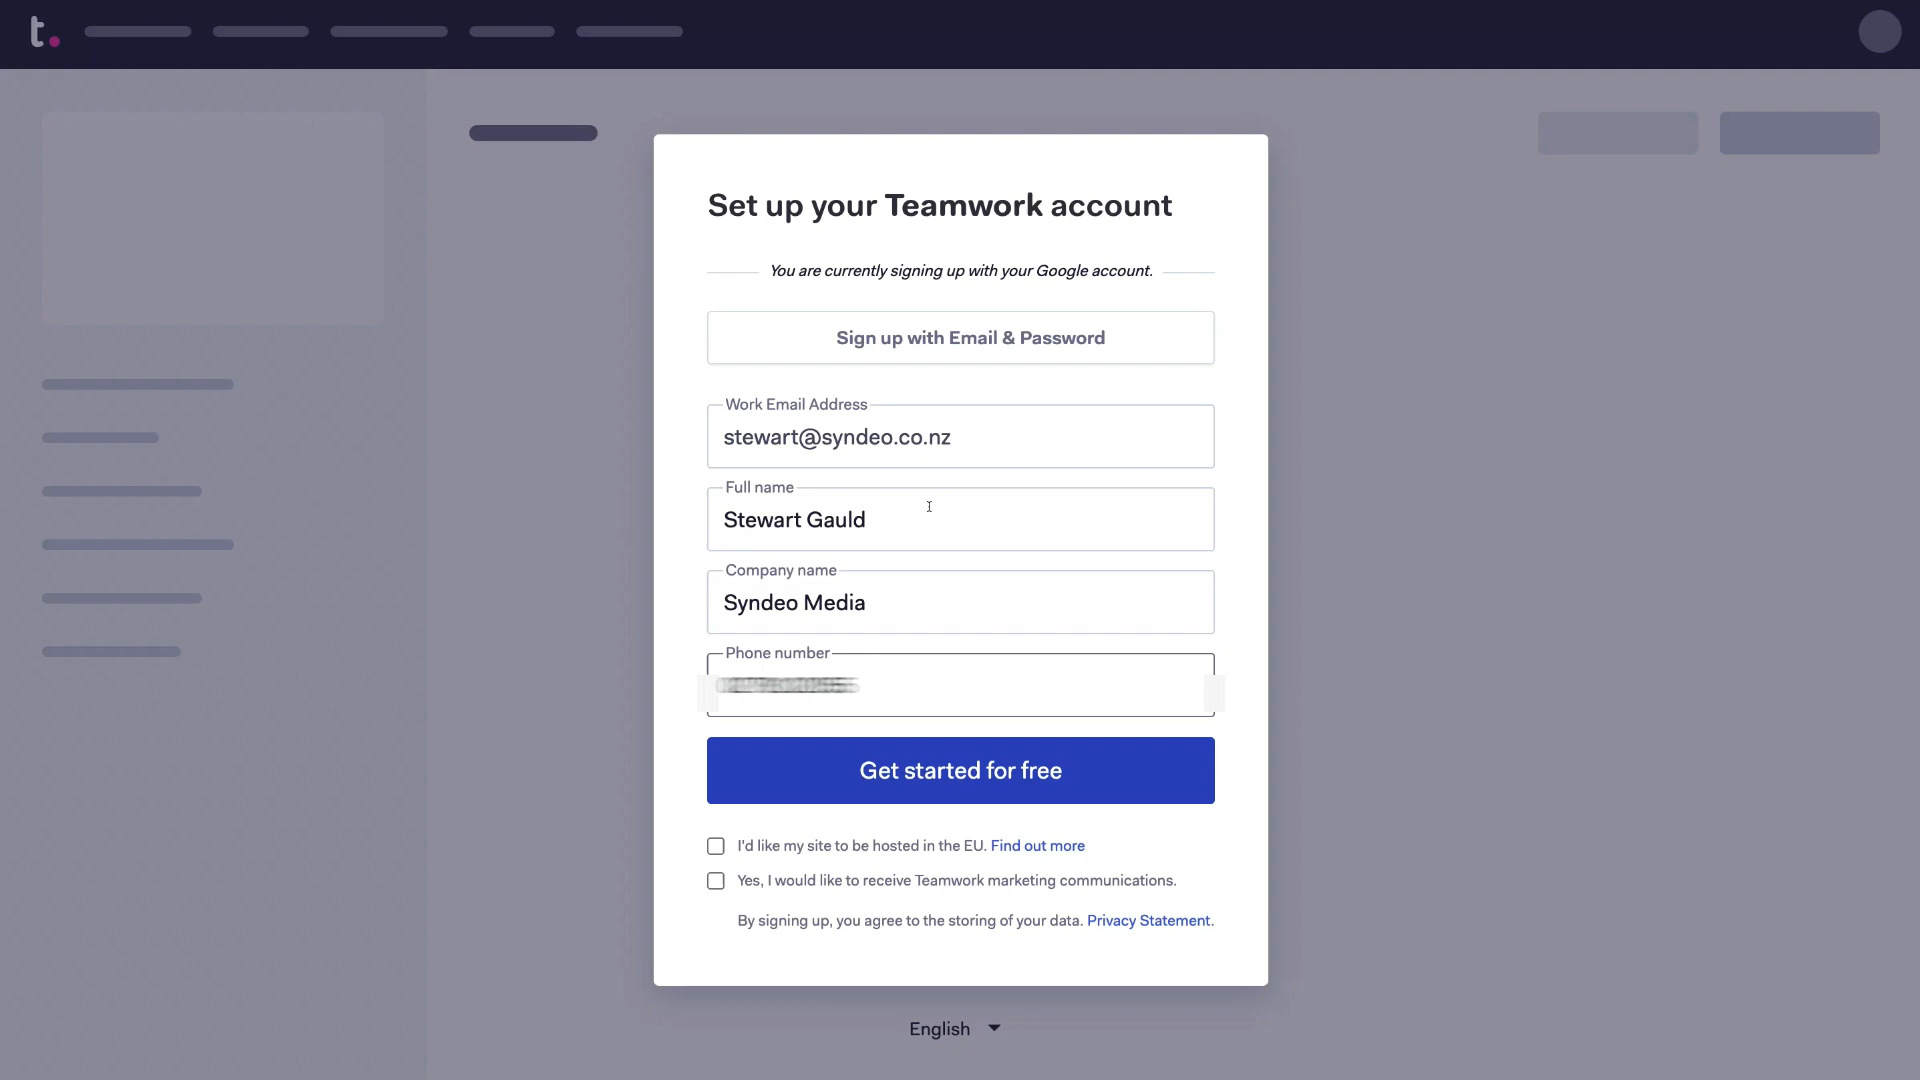 t.
Set up your Teamwork account
You are currently signing up with your Google account.
Sign up with Email & Password
Work Email Address
stewart@syndeo.co.nz
Full name
Stewart Gauld
Company name
Syndeo Media
Phone number
Get started for free
I'd like my site to be hosted in the EU. Find out more
Yes, I would like to receive Teamwork marketing communications.
By signing up, you agree to the storing of your data. Privacy Statement.
English